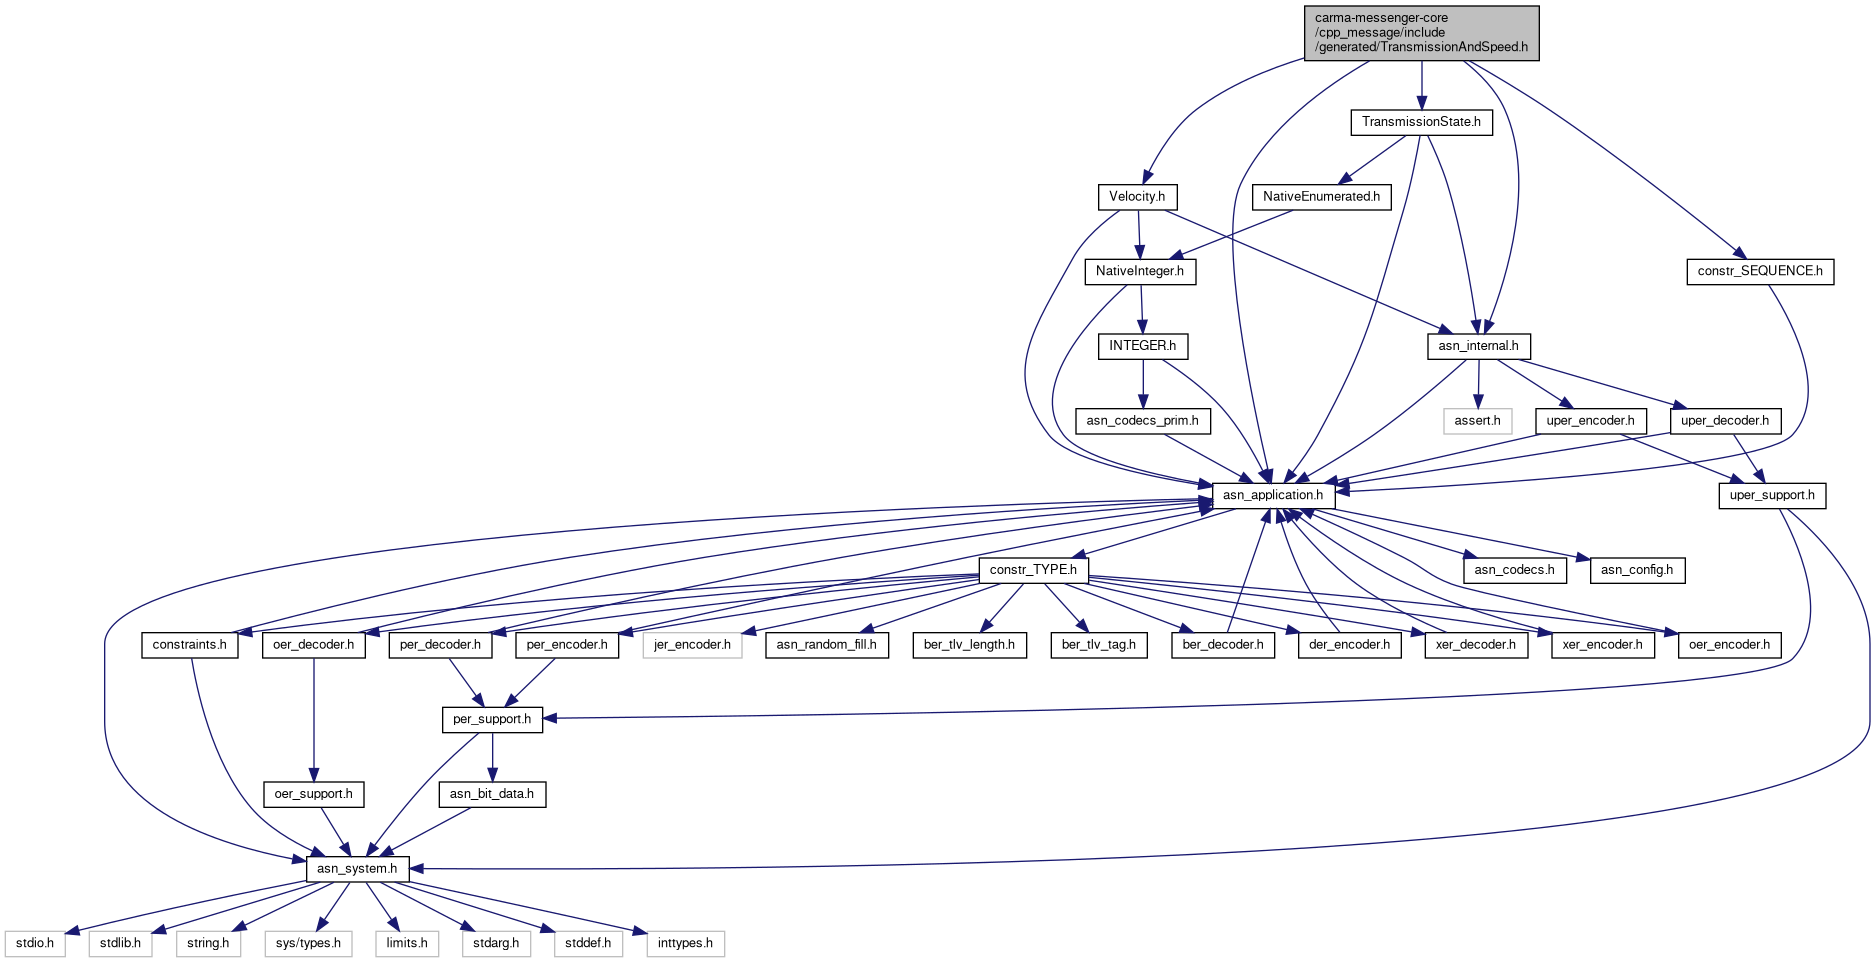 carma-messenger-core
/cpp_message/include
/generated/TransmissionAndSpeed.h
TransmissionState.h
Velocity.h
NativeEnumerated.h
NativeInteger.h
constr_SEQUENCE.h
INTEGER.h
asn_internal.h
asn_codecs_prim.h
assert.h
uper_encoder.h
uper_decoder.h
asn_application.h
uper_support.h
constr_TYPE.h
asn_codecs.h
asn_config.h
constraints.h
oer_decoder.h
per_decoder.h
per_encoder.h
jer_encoder.h
asn_random_fill.h
ber_tlv_length.h
ber_tlv_tag.h
ber_decoder.h
der_encoder.h
xer_decoder.h
xer_encoder.h
oer_encoder.h
per_support.h
oer_support.h
asn_bit_data.h
asn_system.h
stdio.h
stdlib.h
string.h
sys/types.h
limits.h
stdarg.h
stddef.h
inttypes.h